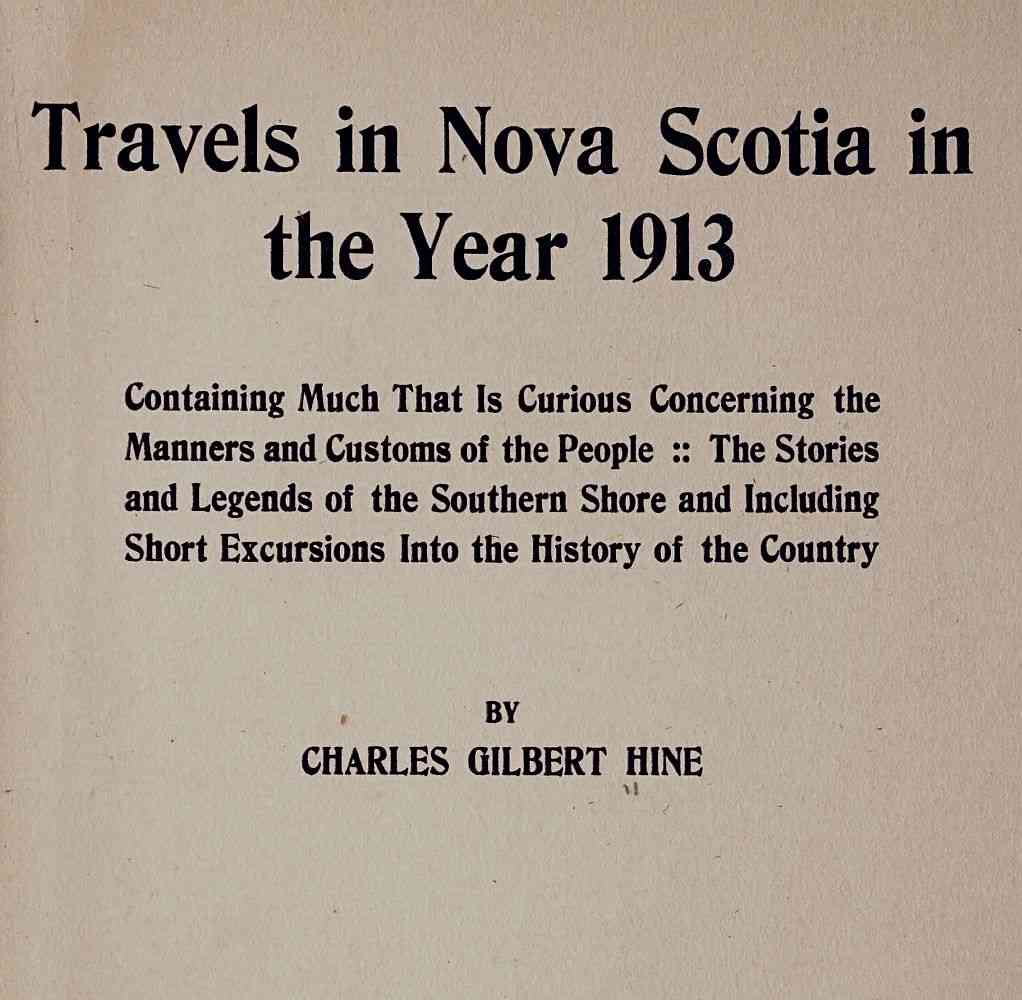 Travels in Nova Scotia in
the Year 1913
Containing Much That Is Curious Concerning the
Manners and Customs of the People :: The Stories
and Legends of the Southern Shore and Including
Short Excursions Into the History of the Country
BY
CHARLES GILBERT HINE